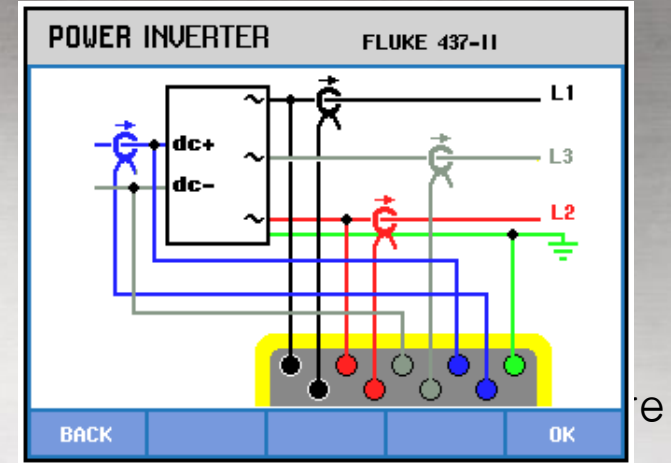 POWER INVERTER FLUKE 437-II
~ L1
dc+
~ L3
dc-
~ L2
re
BACK OK